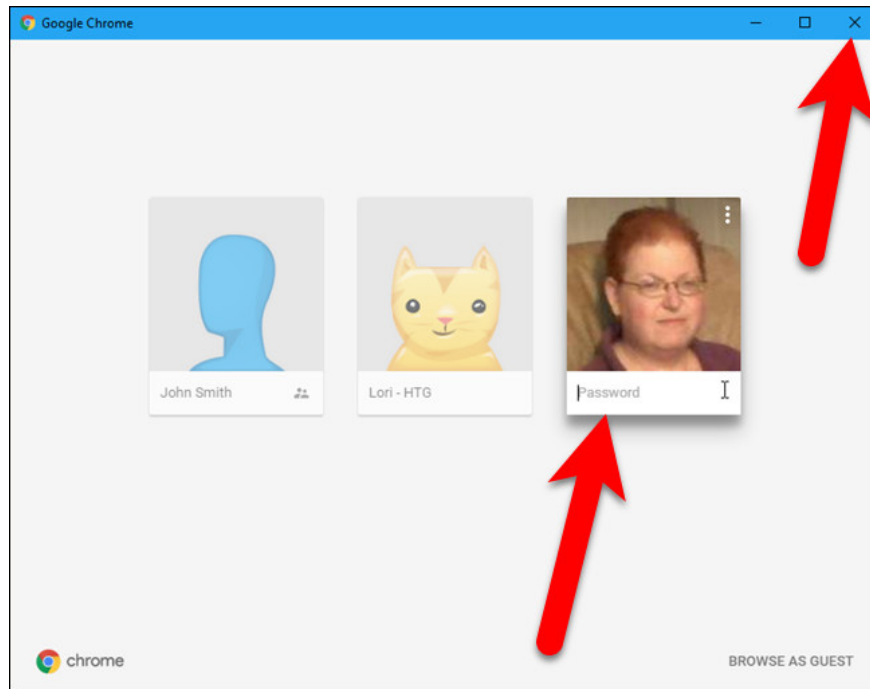 Google Chrome
John Smith
Lori - HTG
Password
chrome
BROWSE AS GUEST